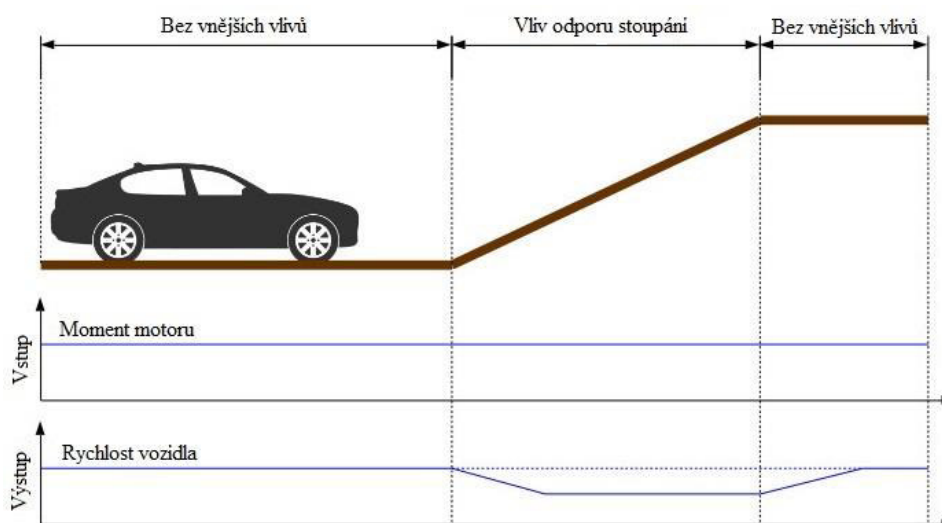 Bez vnějších vlivů
Vliv odporu stoupání
Bez vnějších vlivů
Moment motoru
Vstup
Rychlost vozidla
Výstup